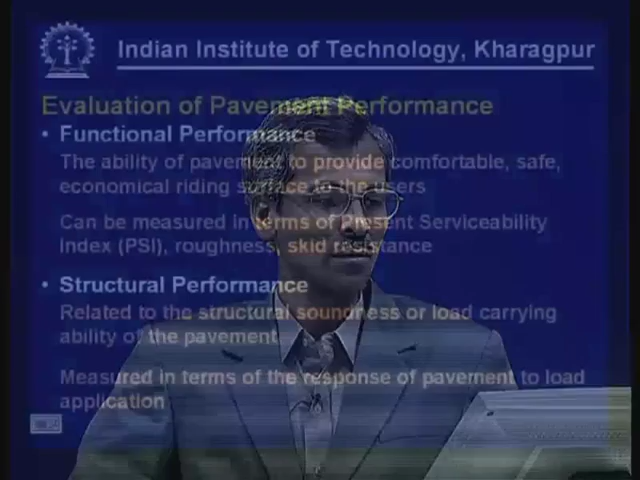 Indian Institute of Technology, Kharagpur
Evaluation of Pavement Performance
• Functional Performance
The ability of pavement to provide comfortable, safe,
economical riding surface to the users
Can be measured in terms of Present Serviceability
Index (PSI), roughness, skid resistance
• Structural Performance
Related to the structural soundness or load carrying
ability of the pavement
Measured in terms of the response of pavement to load
application